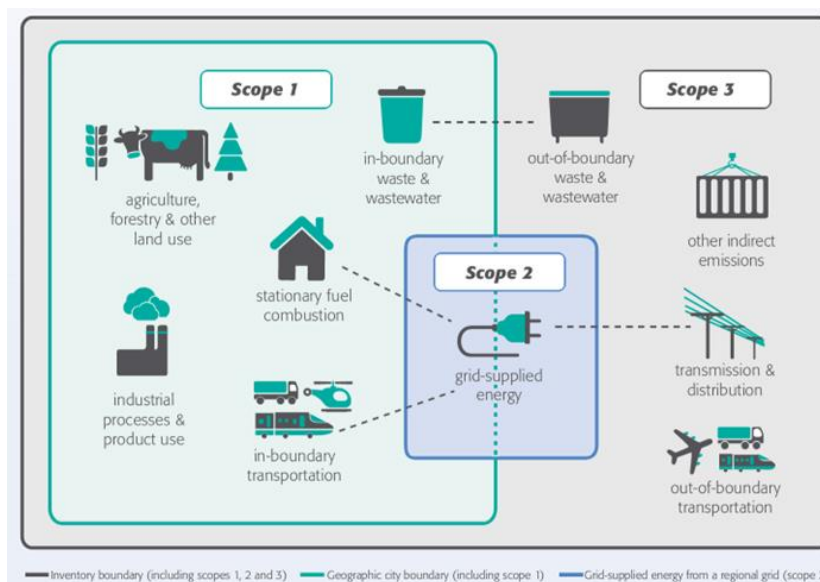 Scope 1
Scope 3
in-boundary
waste &
wastewater
out-of-boundary
waste &
wastewater
agriculture,
forestry & other
land use
other indirect
emissions
Scope 2
stationary fuel
combustion
grid-supplied
energy
transmission &
distribution
industrial
processes &
product use
in-boundary
transportation
out-of-boundary
transportation
Inventory boundary (including scopes 1, 2 and 3) Geographic city boundary (including scope 1) Grid-supplied energy from a regional grid (scope